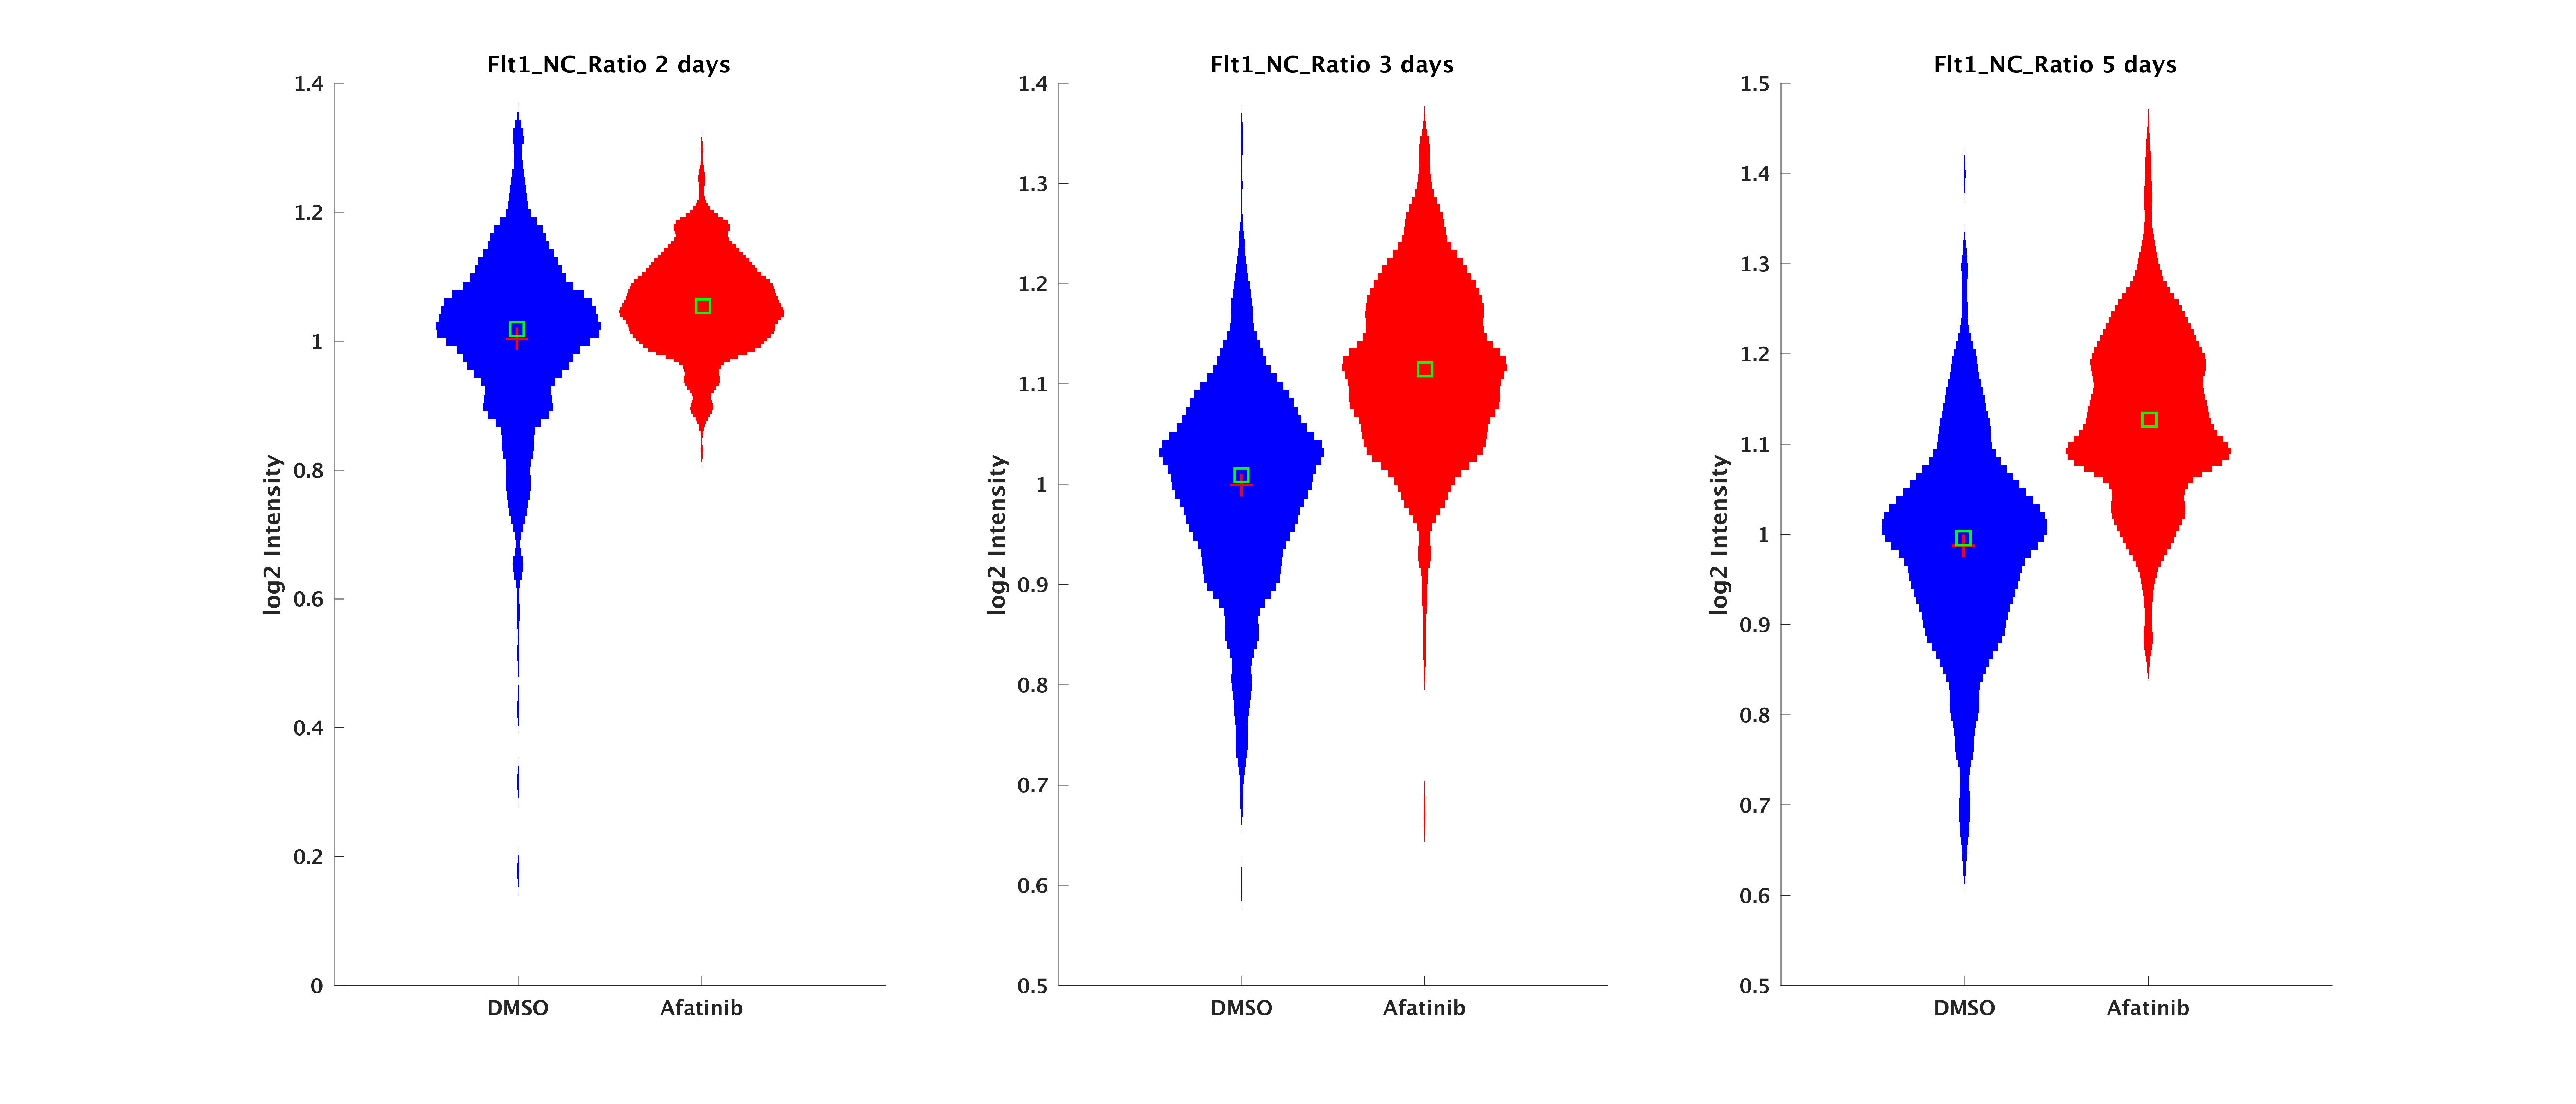 Flt1_NC_Ratio 2 days
1.4
1.2
1
0.8
0.6
0.4
0.2
0
log2 Intensity
DMSO
Afatinib
Flt1_NC_Ratio 3 days
1.4
1.3
1.2
1.1
1
0.9
0.8
0.7
0.6
0.5
log2 Intensity
DMSO
Afatinib
Flt1_NC_Ratio 5 days
1.5
1.4
1.3
1.2
1.1
1
0.9
0.8
0.7
0.6
0.5
log2 Intensity
DMSO
Afatinib